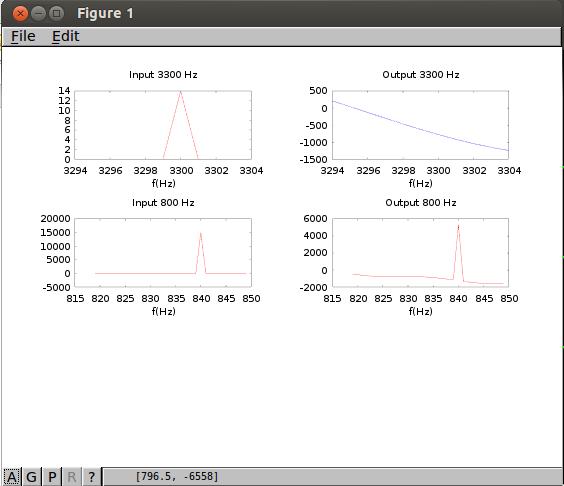 Figure 1
File Edit
Input 3300 Hz
14
12
10
8
6
4
2
0
3294 3296 3298 3300 3302 3304
f(Hz)
Output 3300 Hz
500
0
-500
-1000
-1500
3294 3296 3298 3300 3302 3304
f(Hz)
Input 800 Hz
20000
15000
10000
5000
0
-5000
815 820 825 830 835 840 845 850
f(Hz)
Output 800 Hz
6000
4000
2000
0
-2000
815 820 825 830 835 840 845 850
f(Hz)
A G P R ? [796.5, -6558]